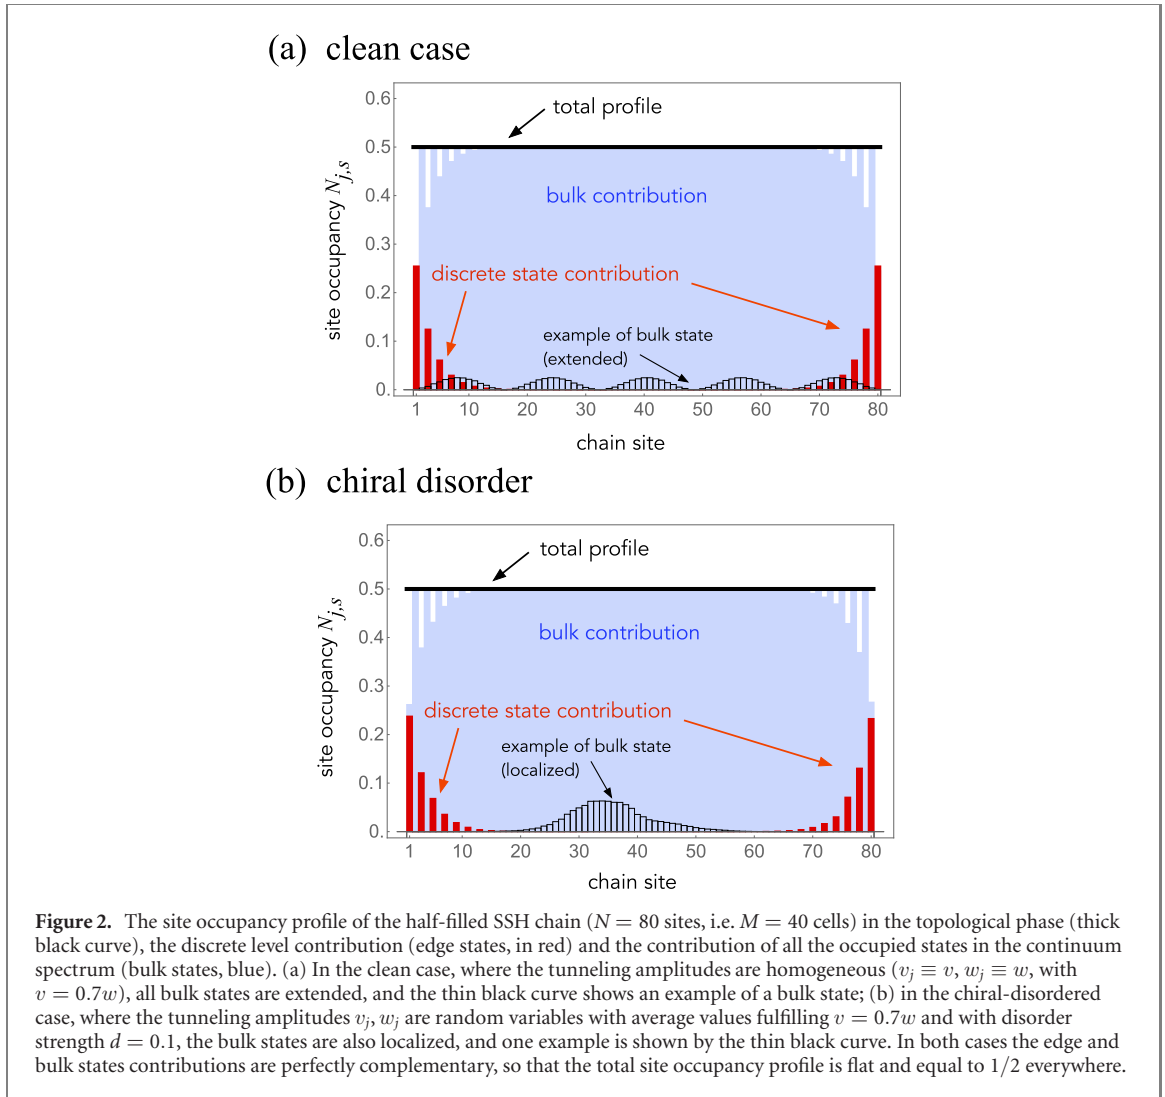 (a) clean case
total profile
0.6
0.5
0.4
0.3
0.2
0.1
0.
site occupancy N_{j,s}
bulk contribution
discrete state contribution
example of bulk state
(extended)
1 10 20 30 40 50 60 70 80
chain site
(b) chiral disorder
total profile
0.6
0.5
0.4
0.3
0.2
0.1
0.
site occupancy N_{j,s}
bulk contribution
discrete state contribution
example of bulk state
(localized)
1 10 20 30 40 50 60 70 80
chain site
Figure 2. The site occupancy profile of the half-filled SSH chain (N = 80 sites, i.e. M = 40 cells) in the topological phase (thick
black curve), the discrete level contribution (edge states, in red) and the contribution of all the occupied states in the continuum
spectrum (bulk states, blue). (a) In the clean case, where the tunneling amplitudes are homogeneous (v_j ≡ v, w_j ≡ w, with
v = 0.7w), all bulk states are extended, and the thin black curve shows an example of a bulk state; (b) in the chiral-disordered
case, where the tunneling amplitudes v_j, w_j are random variables with average values fulfilling v = 0.7w and with disorder
strength d = 0.1, the bulk states are also localized, and one example is shown by the thin black curve. In both cases the edge and
bulk states contributions are perfectly complementary, so that the total site occupancy profile is flat and equal to 1/2 everywhere.